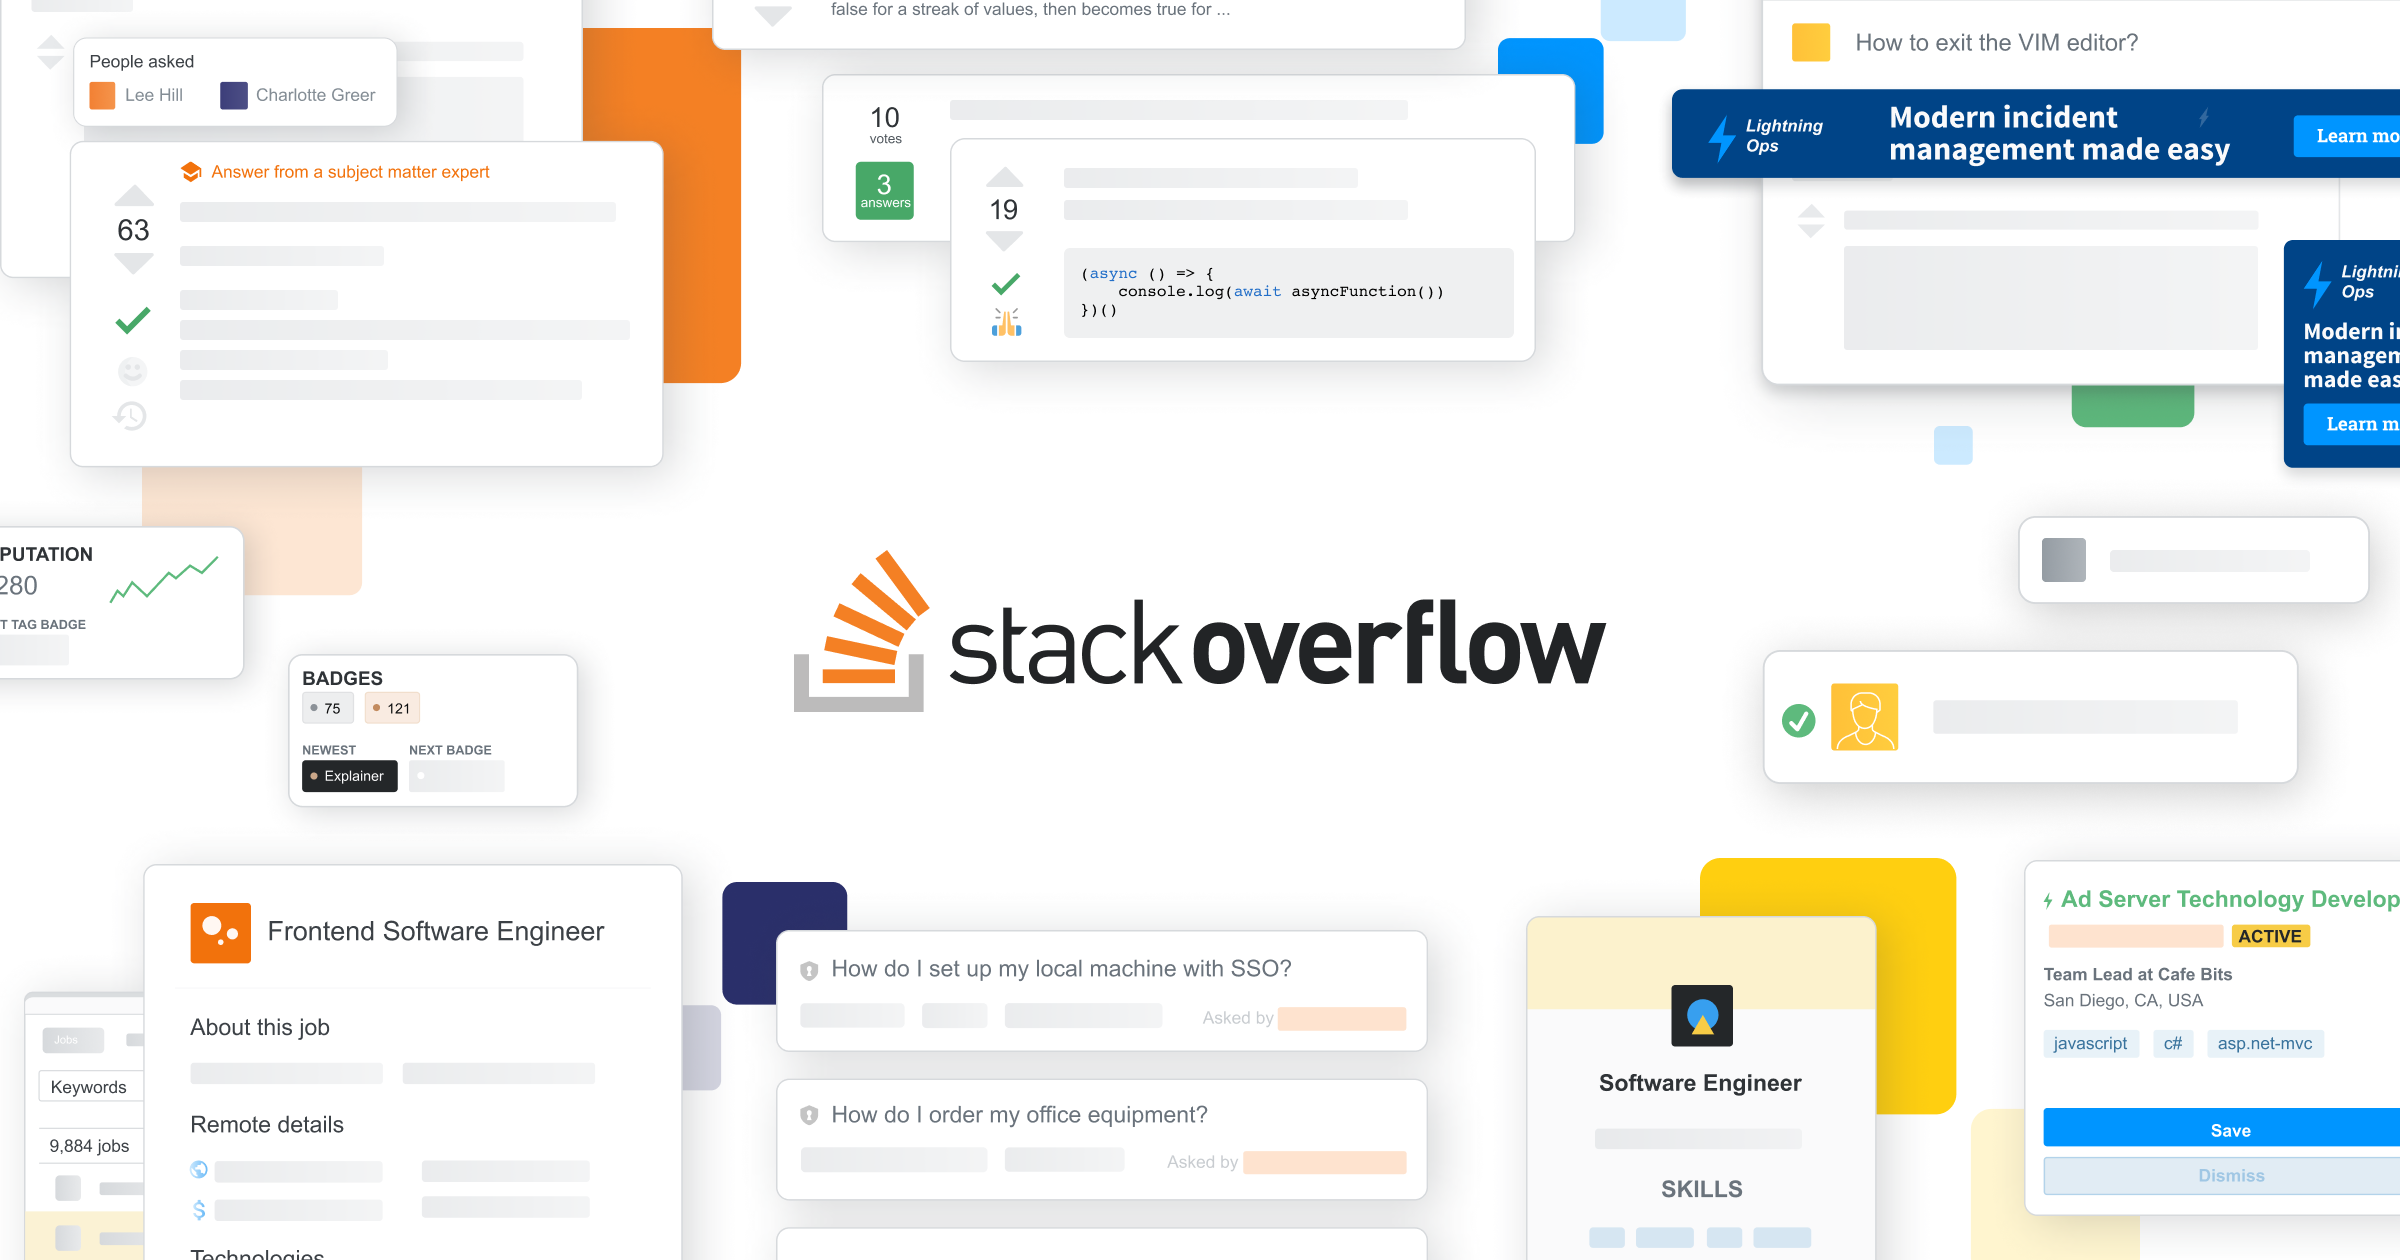 false for a streak of values, then becomes true for ...
People asked
Lee Hill
Charlotte Greer
Answer from a subject matter expert
63
10
votes
3
answers
19
(async () => {
console.log(await asyncFunction())
})()
How to exit the VIM editor?
Lightning
Ops
Modern incident
management made easy
Learn mo
Lightni
Ops
Modern i
managem
made eas
Learn m
PUTATION
280
T TAG BADGE
BADGES
75
121
NEWEST
NEXT BADGE
Explainer
stackoverflow
Jobs
Keywords
9,884 jobs
Frontend Software Engineer
About this job
Remote details
$
Technologies
How do I set up my local machine with SSO?
Asked by
How do I order my office equipment?
Asked by
Software Engineer
SKILLS
Ad Server Technology Develop
ACTIVE
Team Lead at Cafe Bits
San Diego, CA, USA
javascript
c#
asp.net-mvc
Save
Dismiss